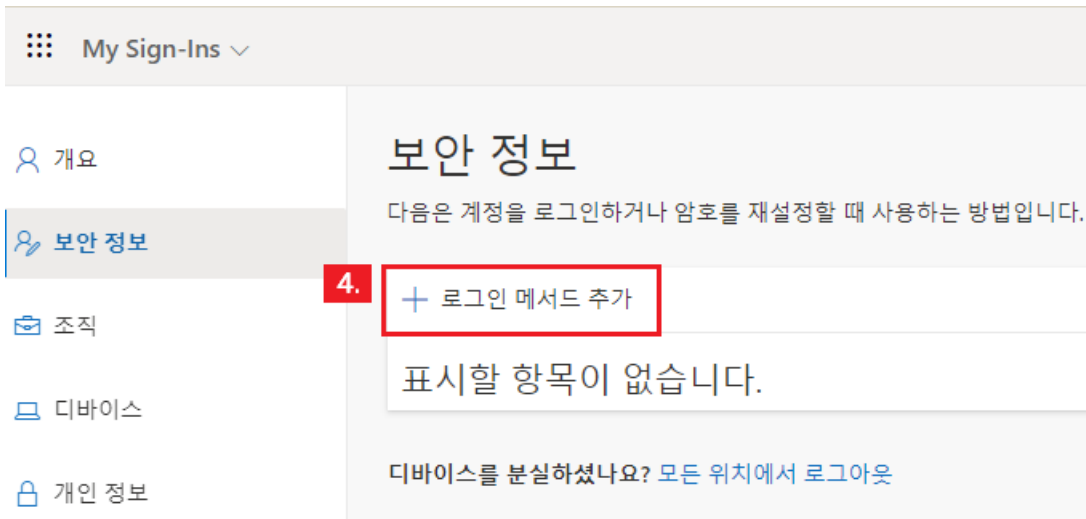 My Sign-Ins
개요
보안 정보
조직
디바이스
개인 정보
보안 정보
다음은 계정을 로그인하거나 암호를 재설정할 때 사용하는 방법입니다.
4.
로그인 메서드 추가
표시할 항목이 없습니다.
디바이스를 분실하셨나요? 모든 위치에서 로그아웃